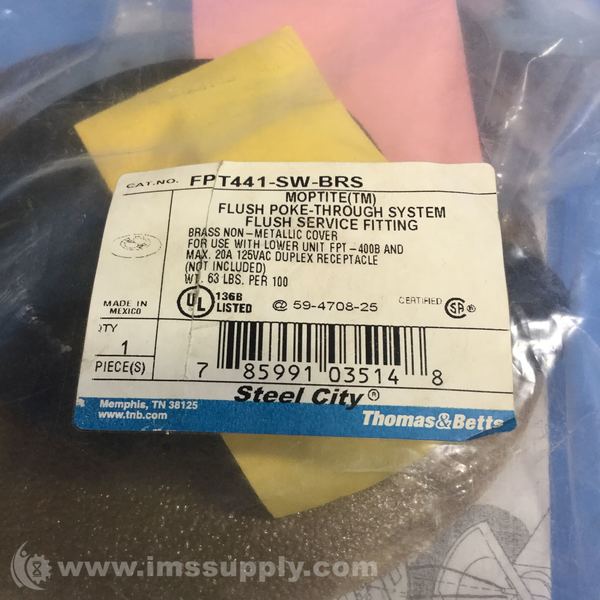 CAT.NO. FPT441-SW-BRS
MOPTITE(TM)
FLUSH POKE-THROUGH SYSTEM
FLUSH SERVICE FITTING
BRASS NON-METALLIC COVER
FOR USE WITH LOWER UNIT FPT-400B AND
MAX. 20A 125VAC DUPLEX RECEPTACLE
(NOT INCLUDED)
WT. 63 LBS. PER 100
UL 136B
LISTED
@ 59-4708-25
CERTIFIED SA
MADE IN
MEXICO
QTY
1
PIECE(S)
7 85991 03514 8
Steel City®
Memphis, TN 38125
www.tnb.com
Thomas&Betts
www.imssupply.com